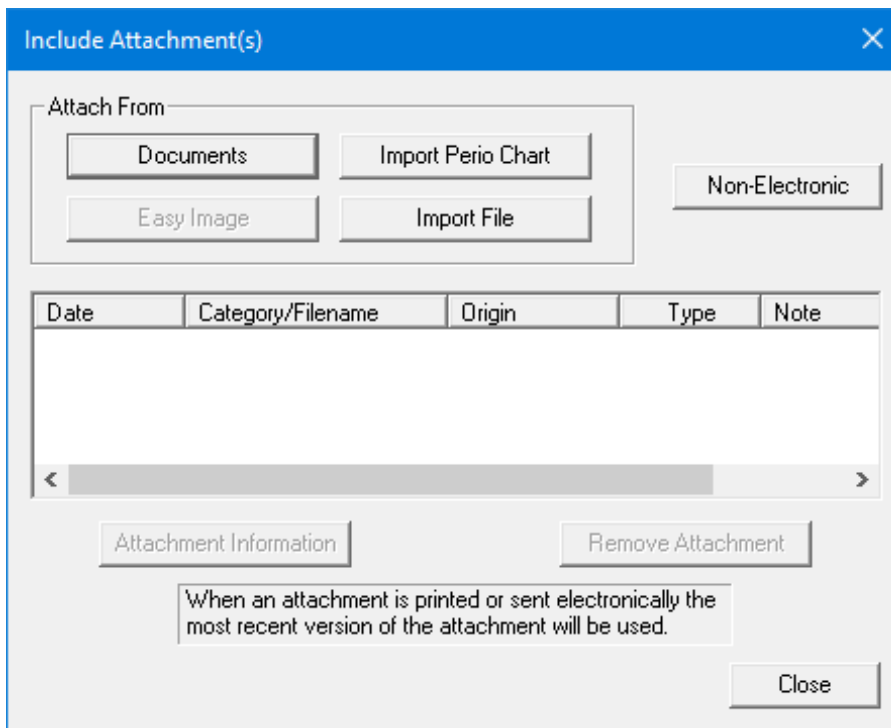 Include Attachment(s)
Attach From
Documents
Import Perio Chart
Non-Electronic
Easy Image
Import File
Date
Category/Filename
Origin
Type
Note
Attachment Information
Remove Attachment
When an attachment is printed or sent electronically the
most recent version of the attachment will be used.
Close